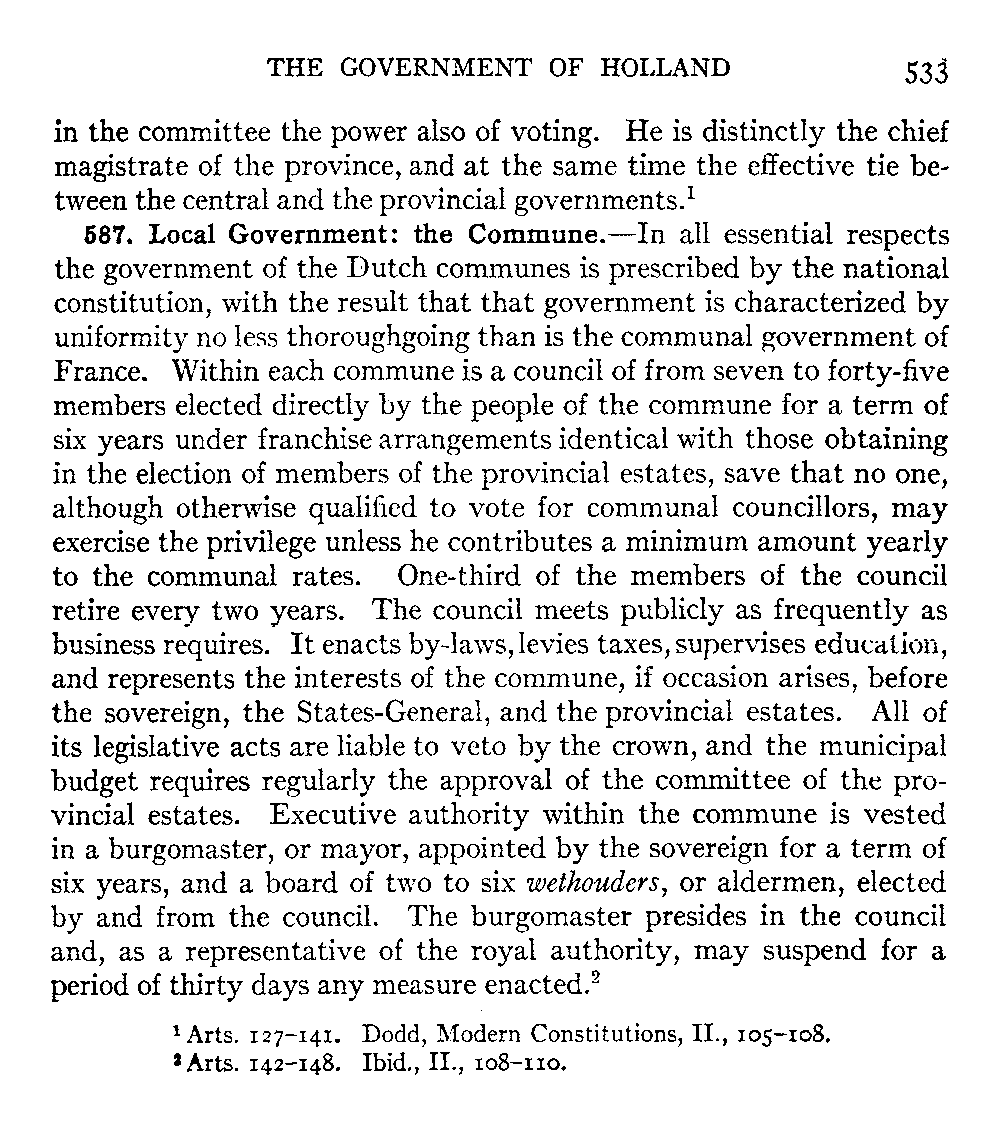 THE GOVERNMENT OF HOLLAND 533
in the committee the power also of voting. He is distinctly the chief
magistrate of the province, and at the same time the effective tie be-
tween the central and the provincial governments.¹
587. Local Government: the Commune.—In all essential respects
the government of the Dutch communes is prescribed by the national
constitution, with the result that that government is characterized by
uniformity no less thoroughgoing than is the communal government of
France. Within each commune is a council of from seven to forty-five
members elected directly by the people of the commune for a term of
six years under franchise arrangements identical with those obtaining
in the election of members of the provincial estates, save that no one,
although otherwise qualified to vote for communal councillors, may
exercise the privilege unless he contributes a minimum amount yearly
to the communal rates. One-third of the members of the council
retire every two years. The council meets publicly as frequently as
business requires. It enacts by-laws, levies taxes, supervises education,
and represents the interests of the commune, if occasion arises, before
the sovereign, the States-General, and the provincial estates. All of
its legislative acts are liable to veto by the crown, and the municipal
budget requires regularly the approval of the committee of the pro-
vincial estates. Executive authority within the commune is vested
in a burgomaster, or mayor, appointed by the sovereign for a term of
six years, and a board of two to six wethouders, or aldermen, elected
by and from the council. The burgomaster presides in the council
and, as a representative of the royal authority, may suspend for a
period of thirty days any measure enacted.²
¹ Arts. 127–141. Dodd, Modern Constitutions, II., 105–108.
² Arts. 142–148. Ibid., II., 108–110.